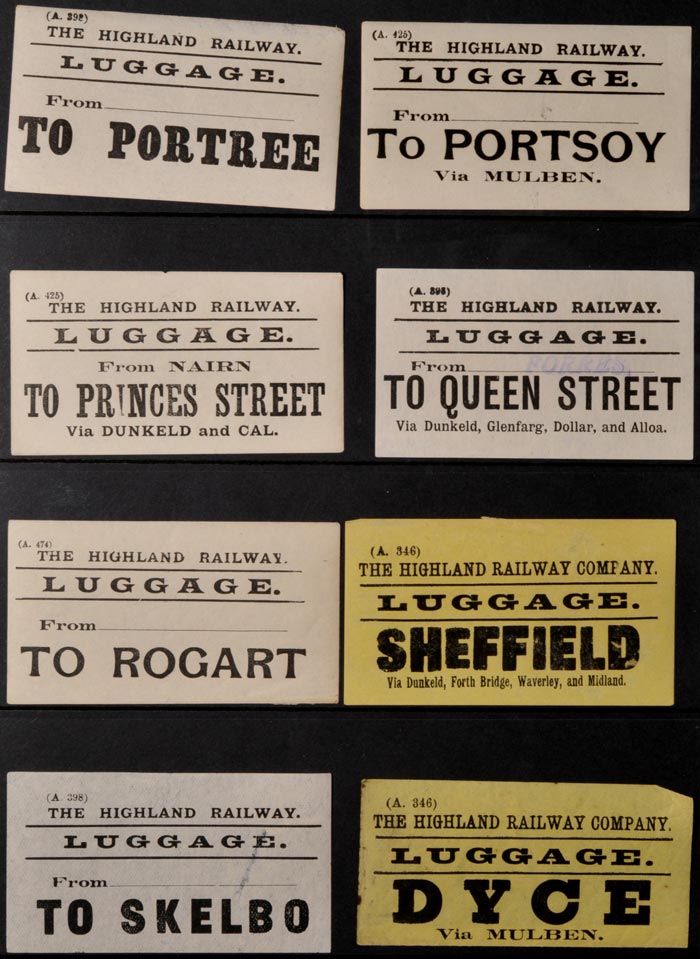 (A. 398)
THE HIGHLAND RAILWAY.
LUGGAGE.
From
TO PORTREE
(A. 425)
THE HIGHLAND RAILWAY.
LUGGAGE.
From
To PORTSOY
Via MULBEN.
(A. 425)
THE HIGHLAND RAILWAY.
LUGGAGE.
From NAIRN
TO PRINCES STREET
Via DUNKELD and CAL.
(A. 398)
THE HIGHLAND RAILWAY.
LUGGAGE.
From FORRES,
TO QUEEN STREET
Via Dunkeld, Glenfarg, Dollar, and Alloa.
(A. 474)
THE HIGHLAND RAILWAY.
LUGGAGE.
From
TO ROGART
(A. 346)
THE HIGHLAND RAILWAY COMPANY.
LUGGAGE.
SHEFFIELD
Via Dunkeld, Forth Bridge, Waverley, and Midland.
(A. 398)
THE HIGHLAND RAILWAY.
LUGGAGE.
From
TO SKELBO
(A. 346)
THE HIGHLAND RAILWAY COMPANY.
LUGGAGE.
DYCE
Via MULBEN.